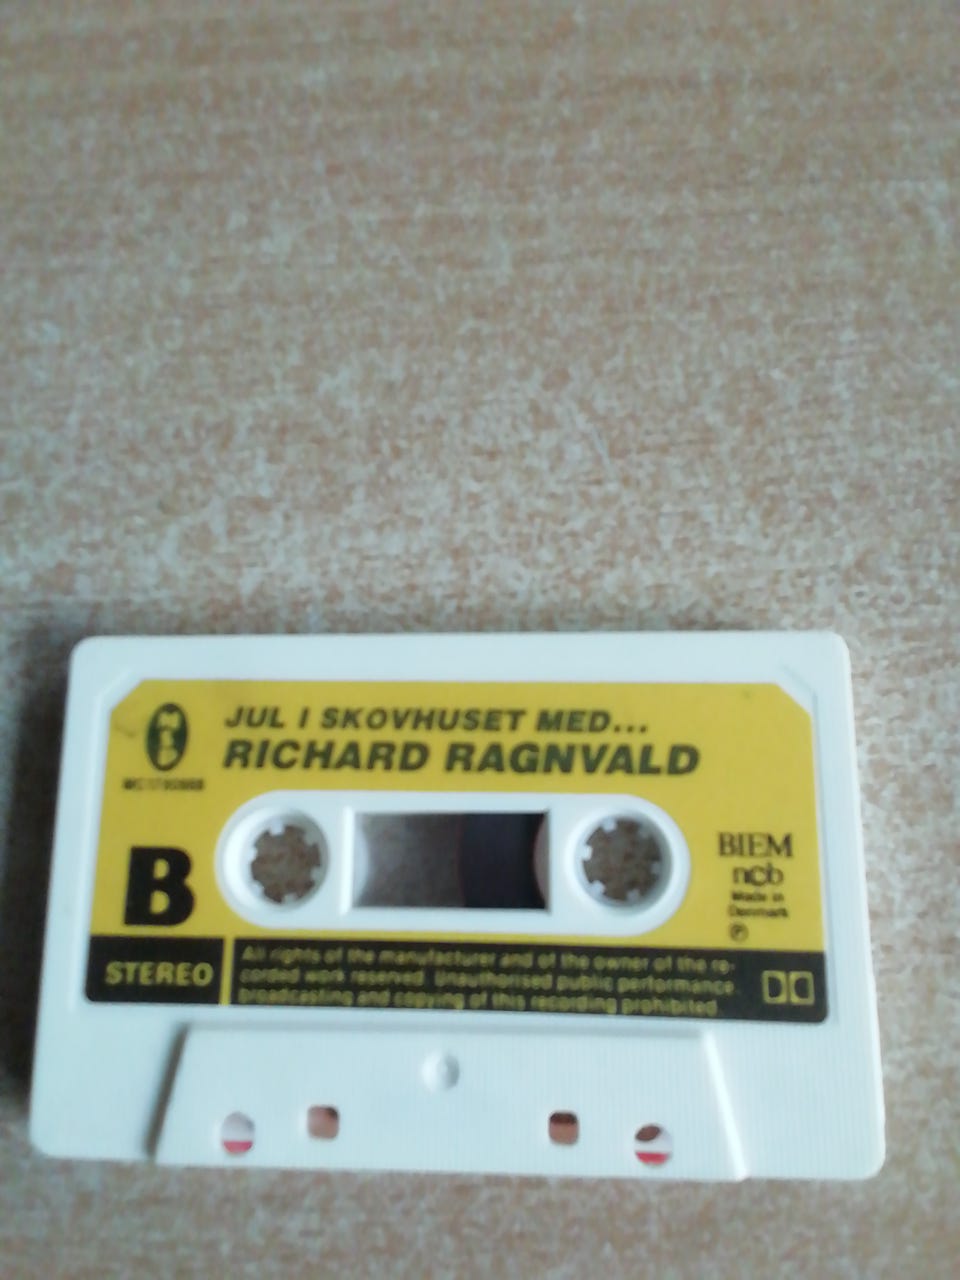 JUL I SKOVHUSET MED...
RICHARD RAGNVALD
B
BIEM
ncb
Made in
Denmark
Ⓟ
STEREO
All rights of the manufacturer and of the owner of the re-
corded work reserved. Unauthorised public performance,
broadcasting and copying of this recording prohibited.